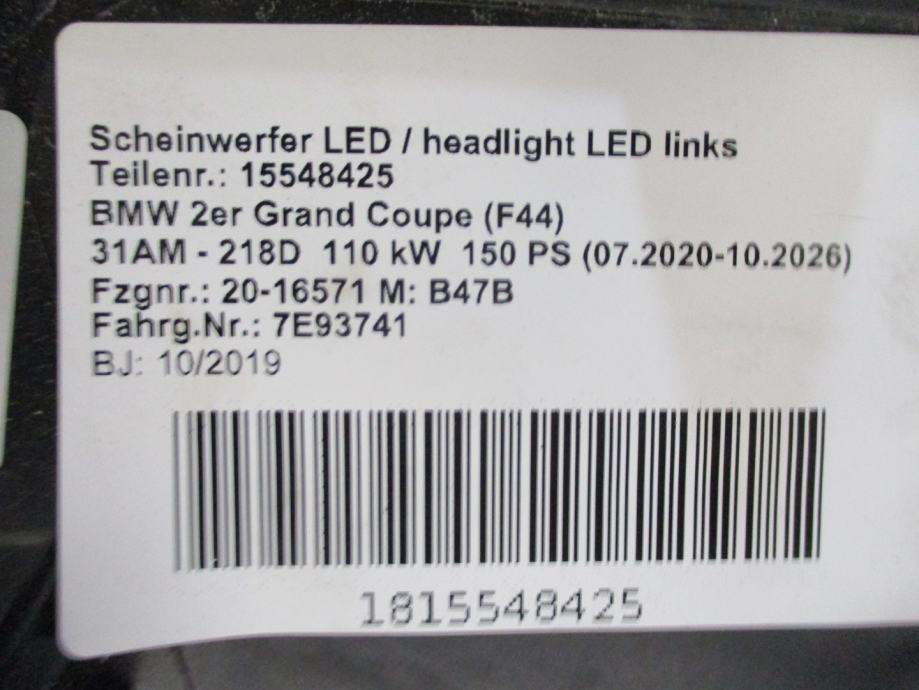 Scheinwerfer LED / headlight LED links
Teilenr.: 15548425
BMW 2er Grand Coupe (F44)
31AM - 218D 110 kW 150 PS (07.2020-10.2026)
Fzgnr.: 20-16571 M: B47B
Fahrg.Nr.: 7E93741
BJ: 10/2019
1815548425